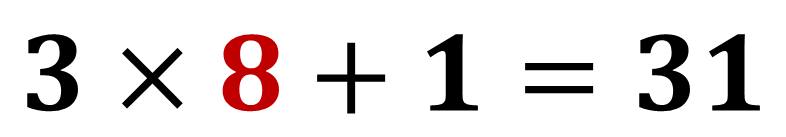 3 × 8 + 1 = 31